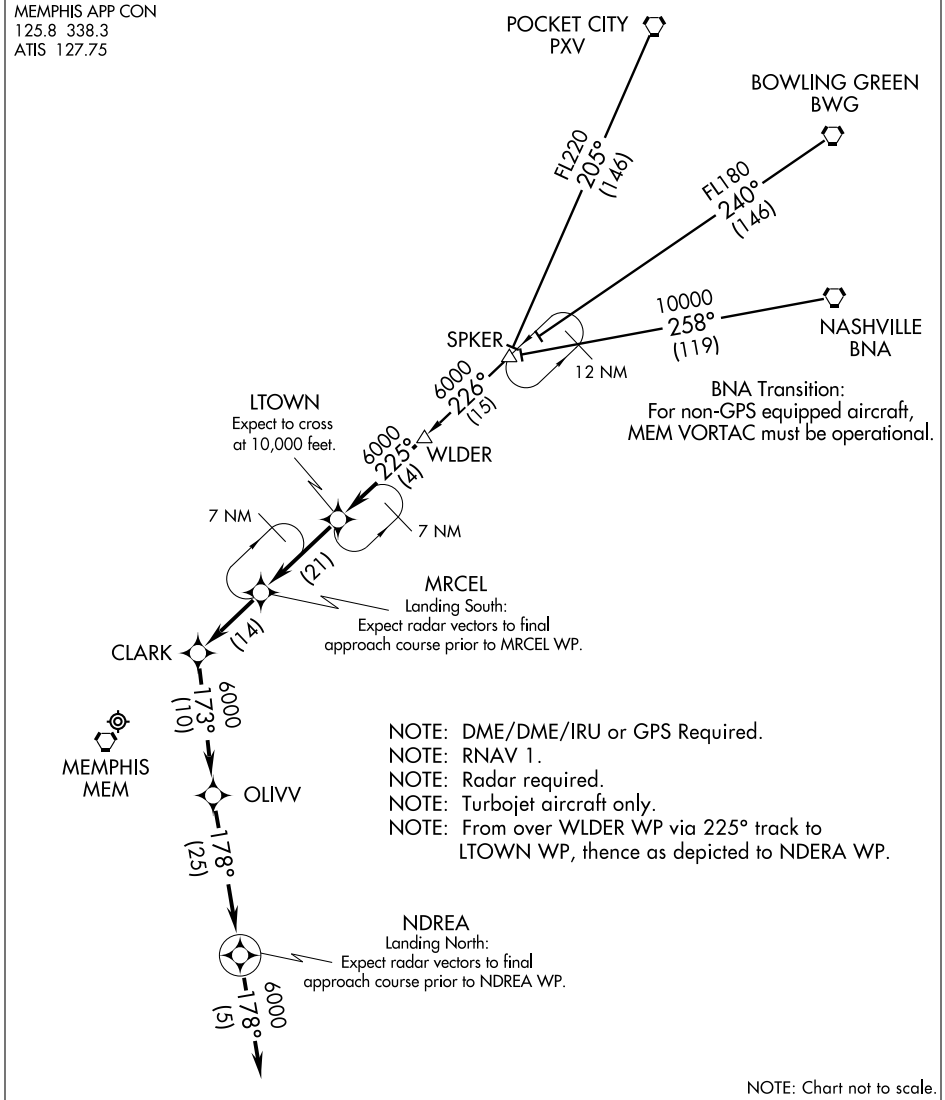 MEMPHIS APP CON
125.8 338.3
ATIS 127.75
POCKET CITY
PXV
BOWLING GREEN
BWG
FL220
205°
(146)
FL180
240°
(146)
10000
258°
(119)
NASHVILLE
BNA
SPKER
12 NM
BNA Transition:
For non-GPS equipped aircraft,
MEM VORTAC must be operational.
6000
226°
(15)
WLDER
LTOWN
Expect to cross
at 10,000 feet.
6000
225°
(4)
7 NM
7 NM
(21)
MRCEL
Landing South:
Expect radar vectors to final
approach course prior to MRCEL WP.
(14)
CLARK
6000
173°
(10)
MEMPHIS
MEM
OLIVV
NOTE: DME/DME/IRU or GPS Required.
NOTE: RNAV 1.
NOTE: Radar required.
NOTE: Turbojet aircraft only.
NOTE: From over WLDER WP via 225° track to
LTOWN WP, thence as depicted to NDERA WP.
178°
(25)
NDREA
Landing North:
Expect radar vectors to final
approach course prior to NDREA WP.
6000
178°
(5)
NOTE: Chart not to scale.